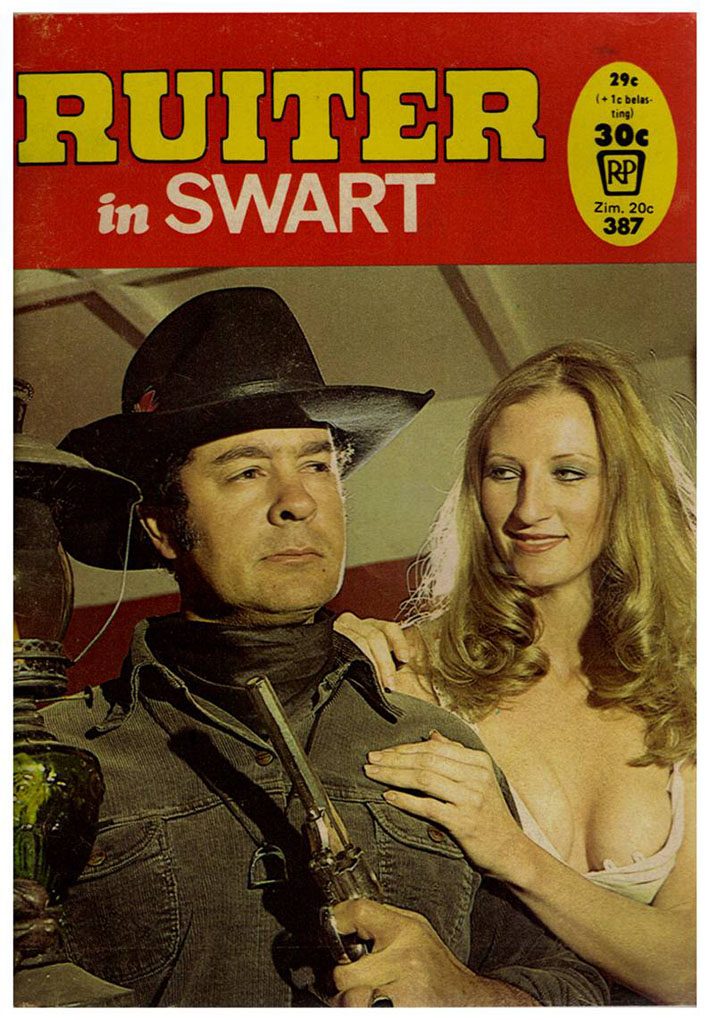 RUITER
in SWART
29c
(+ 1c belas-
ting)
30c
RP
Zim. 20c
387